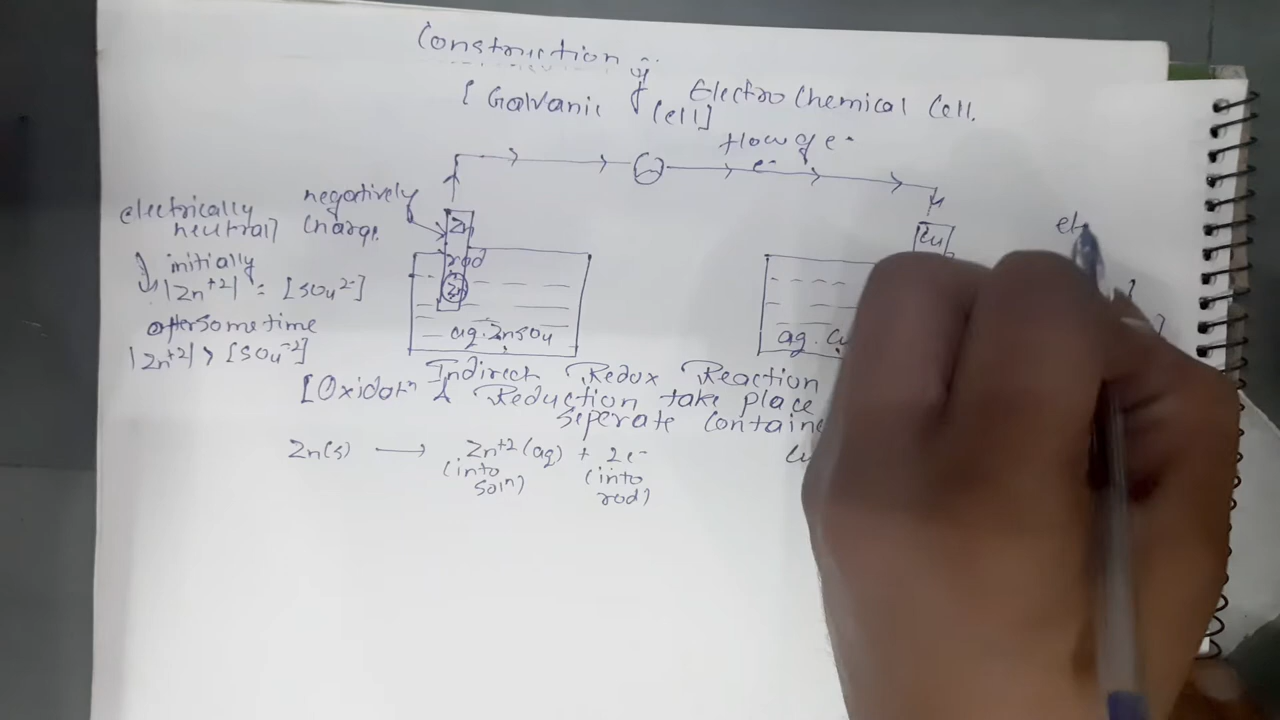 Construction of
Electro Chemical Cell.
[Galvanic Cell]
flow of e-
e-
negatively
charge
electrically
neutral
initially
|Zn+2| = [SO4 2-]
after some time
|Zn+2| > [SO4 -2]
Zn
rod
Zn
aq. ZnSO4
Cu
aq. Cu
ele
Indirect Redox Reaction
[Oxidatn & Reduction take place
Seperate Containe
Zn(s) → Zn+2(aq) + 2e-
(into soln) (into rod)